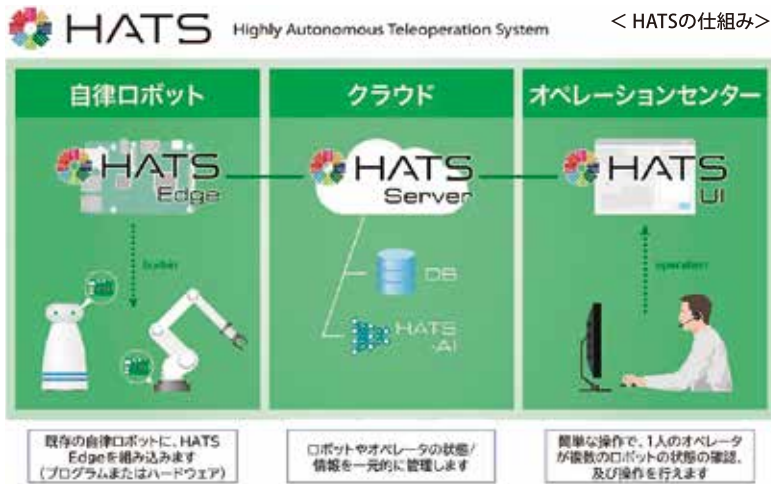 HATS Highly Autonomous Teleoperation System
＜HATSの仕組み＞
自律ロボット
クラウド
オペレーションセンター
HATS
Edge
HATS
Server
HATS
UI
DB
HATS
-AI
operation
既存の自律ロボットに、HATS
Edgeを組み込みます
(プログラムまたはハードウェア)
ロボットやオペレータの状態/
情報を一元的に管理します
簡単な操作で、1人のオペレータ
が複数のロボットの状態の確認、
及び操作を行えます